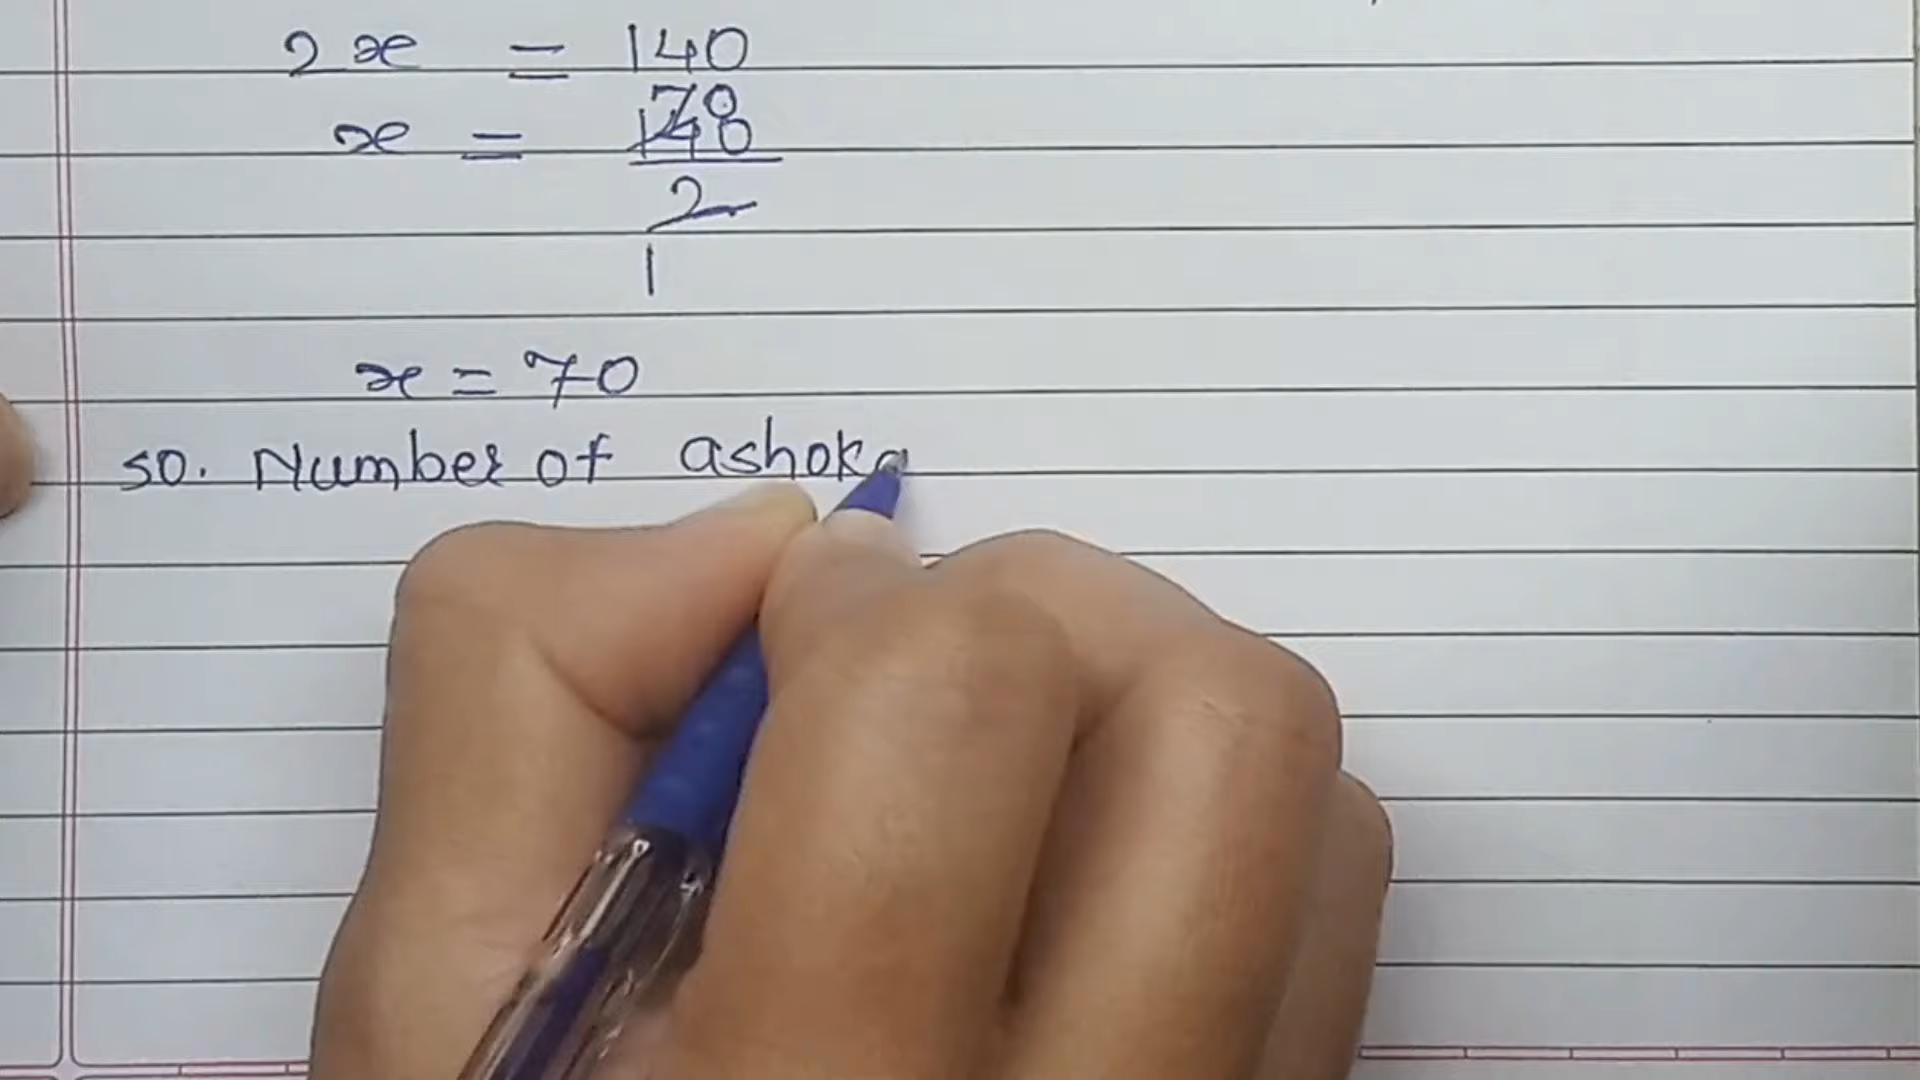 2x = 140
70
x = 140
2
1
x = 70
so. Number of ashoka